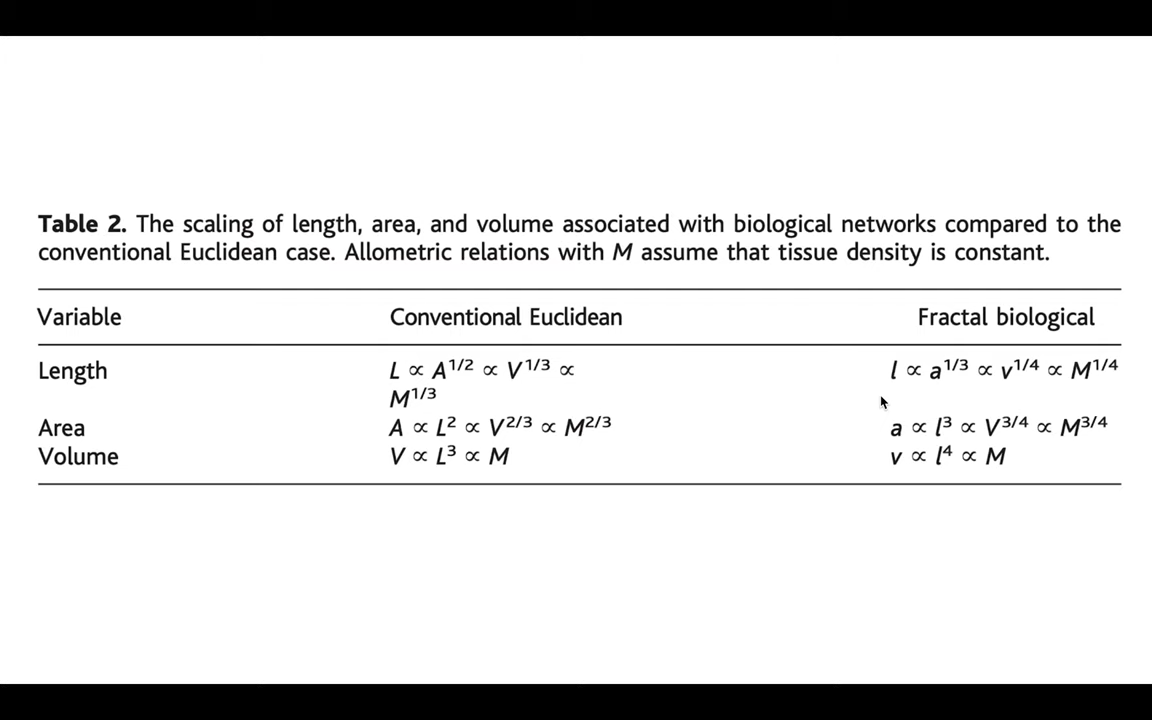 Table 2. The scaling of length, area, and volume associated with biological networks compared to the
conventional Euclidean case. Allometric relations with M assume that tissue density is constant.
Variable Conventional Euclidean Fractal biological
Length L ∝ A^1/2 ∝ V^1/3 ∝ l ∝ a^1/3 ∝ v^1/4 ∝ M^1/4
M^1/3
Area A ∝ L^2 ∝ V^2/3 ∝ M^2/3 a ∝ l^3 ∝ V^3/4 ∝ M^3/4
Volume V ∝ L^3 ∝ M v ∝ l^4 ∝ M